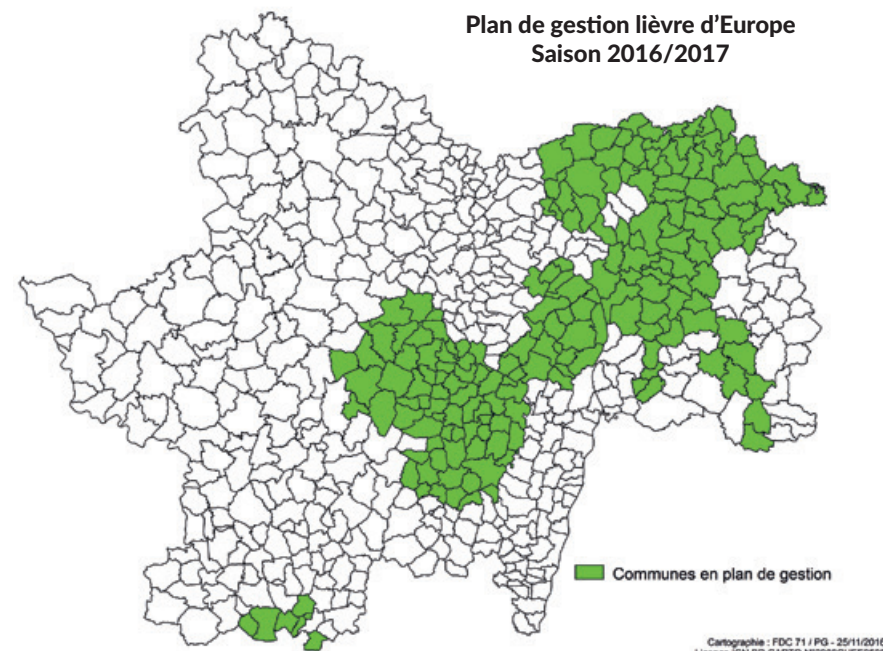 Plan de gestion lièvre d’Europe
Saison 2016/2017
Communes en plan de gestion
Cartographie : FDC 71 / PG - 25/11/2016